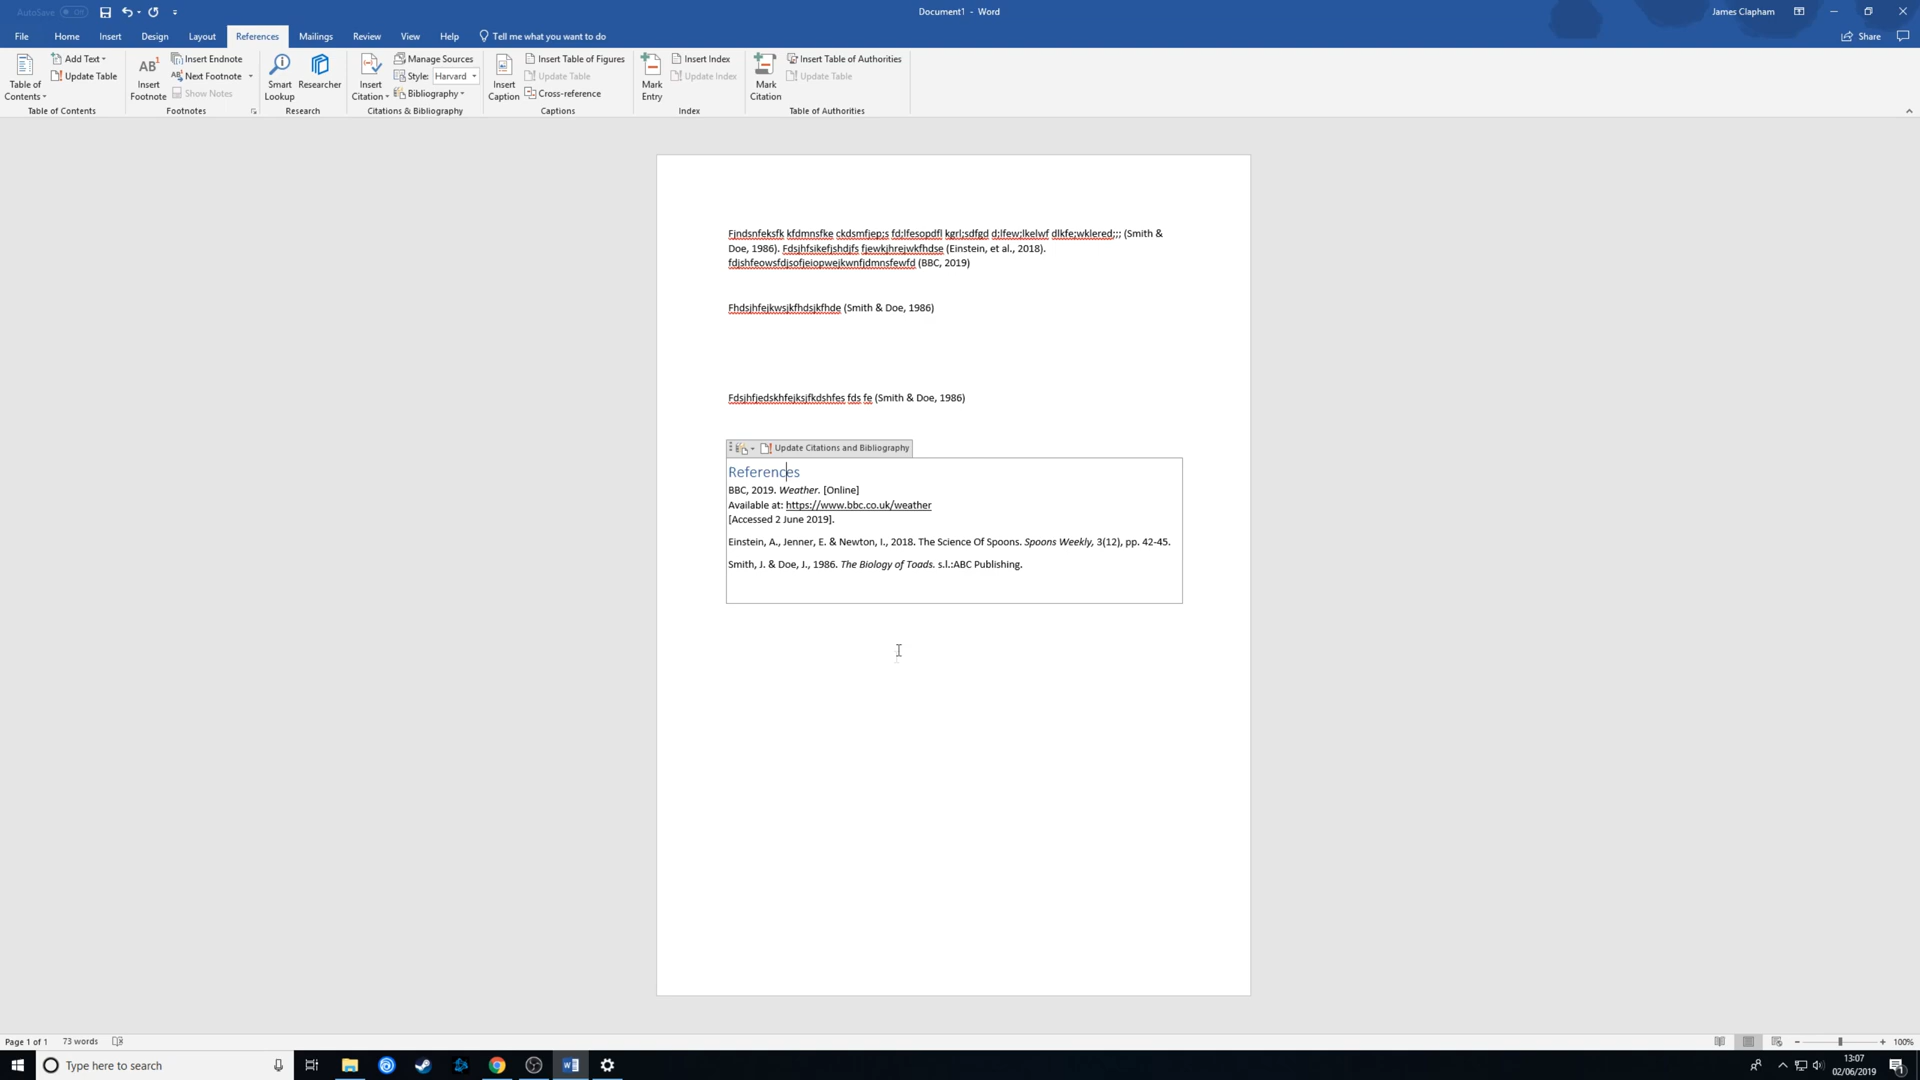 AutoSave Off
Document1 - Word
James Clapham
File Home Insert Design Layout References Mailings Review View Help Tell me what you want to do
Share
Table of Contents
Add Text
Update Table
Table of Contents
AB1
Insert Footnote
Insert Endnote
Next Footnote
Show Notes
Footnotes
Smart Lookup
Researcher
Research
Insert Citation
Manage Sources
Style: Harvard
Bibliography
Citations & Bibliography
Insert Caption
Insert Table of Figures
Update Table
Cross-reference
Captions
Mark Entry
Insert Index
Update Index
Index
Mark Citation
Insert Table of Authorities
Update Table
Table of Authorities
Fjndsnfeksfk kfdmnsfke ckdsmfjep;s fd;lfesopdfl kgrl;sdfgd d;lfew;lkelwf dlkfe;wklered;;; (Smith &
Doe, 1986). Fdsjhfsikefjshdjfs fjewkjhrejwkfhdse (Einstein, et al., 2018).
fdjshfeowsfdjsofjeiopwejkwnfjdmnsfewfd (BBC, 2019)
Fhdsjhfejkwsjkfhdsjkfhde (Smith & Doe, 1986)
Fdsjhfjedskhfejksjfkdshfes fds fe (Smith & Doe, 1986)
Update Citations and Bibliography
References
BBC, 2019. Weather. [Online]
Available at: https://www.bbc.co.uk/weather
[Accessed 2 June 2019].
Einstein, A., Jenner, E. & Newton, I., 2018. The Science Of Spoons. Spoons Weekly, 3(12), pp. 42-45.
Smith, J. & Doe, J., 1986. The Biology of Toads. s.l.:ABC Publishing.
Page 1 of 1 73 words
100%
Type here to search
13:07
02/06/2019